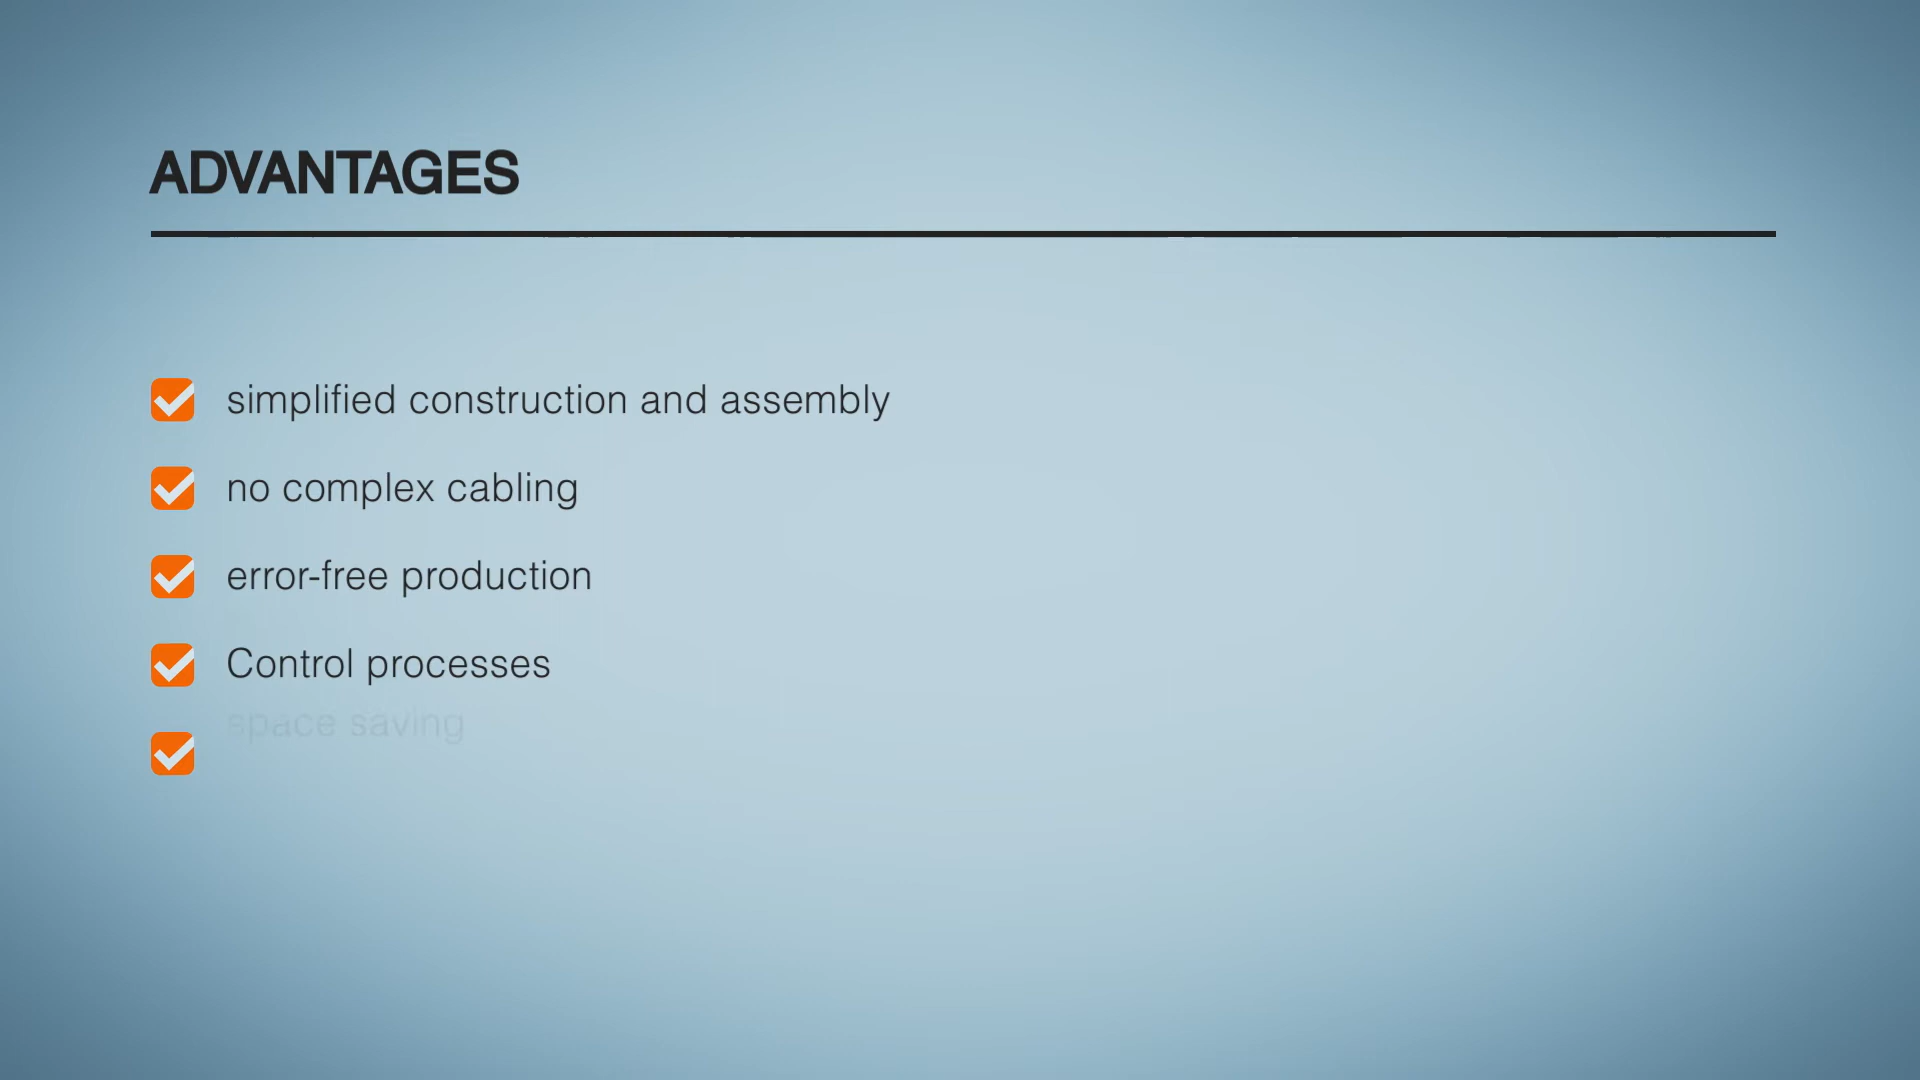 ADVANTAGES
simplified construction and assembly
no complex cabling
error-free production
Control processes
space saving